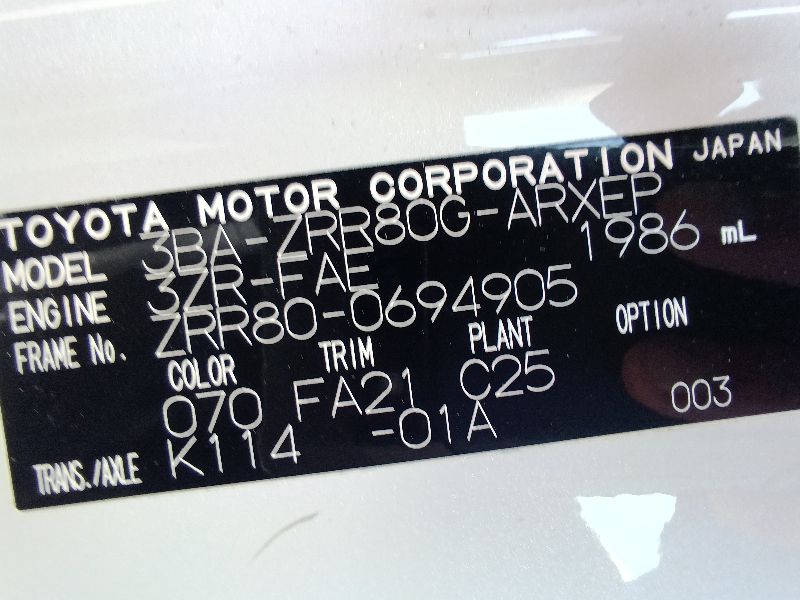 TOYOTA MOTOR CORPORATION JAPAN
MODEL 3BA-ZRR80G-ARXEP
ENGINE 3ZR-FAE 1986 mL
FRAME No. ZRR80-0694905
COLOR TRIM PLANT OPTION
070 FA21 C25 003
TRANS./AXLE K114 -01A